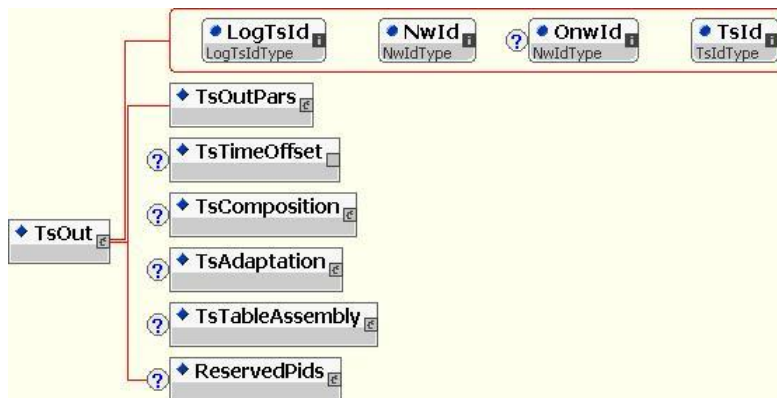 LogTsId NwId ? OnwId TsId
LogTsIdType NwIdType NwIdType TsIdType
TsOutPars
? TsTimeOffset
? TsComposition
TsOut
? TsAdaptation
? TsTableAssembly
? ReservedPids